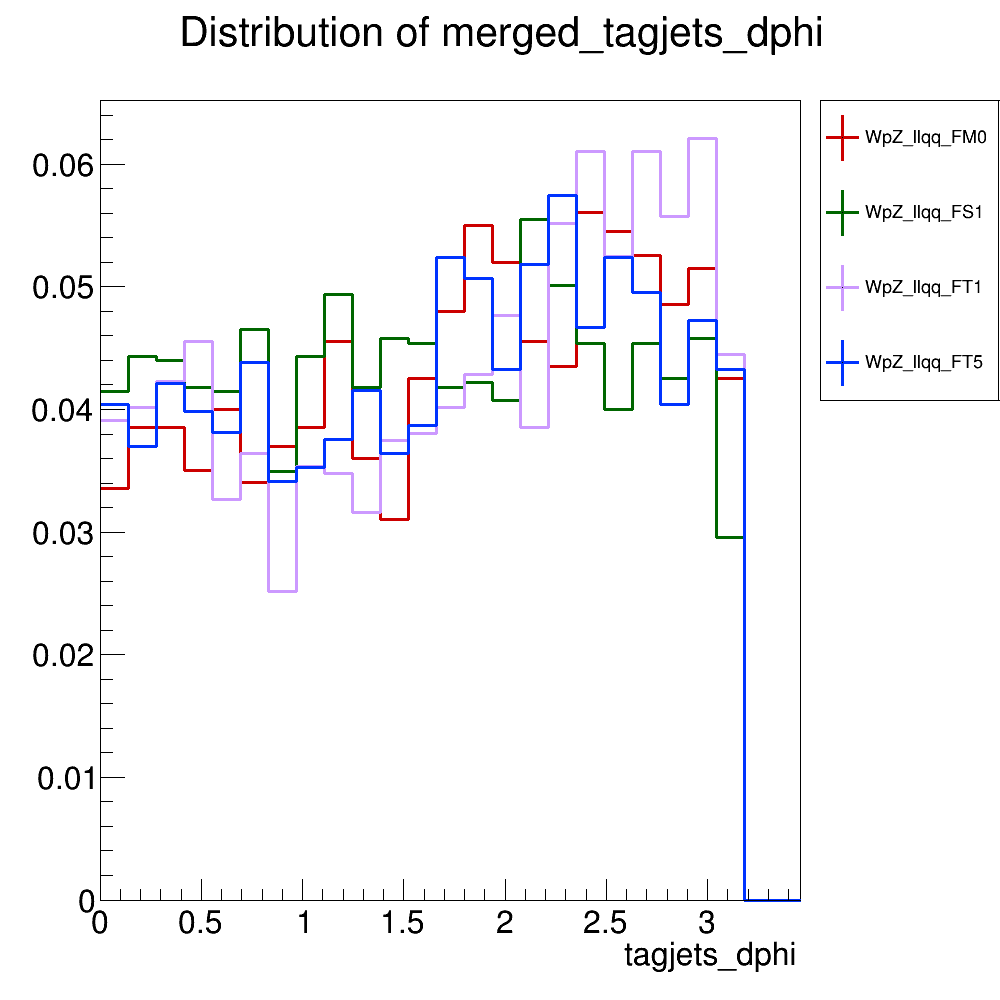 Distribution of merged_tagjets_dphi
WpZ_llqq_FM0
WpZ_llqq_FS1
WpZ_llqq_FT1
WpZ_llqq_FT5
0.06
0.05
0.04
0.03
0.02
0.01
0
0 0.5 1 1.5 2 2.5 3
tagjets_dphi